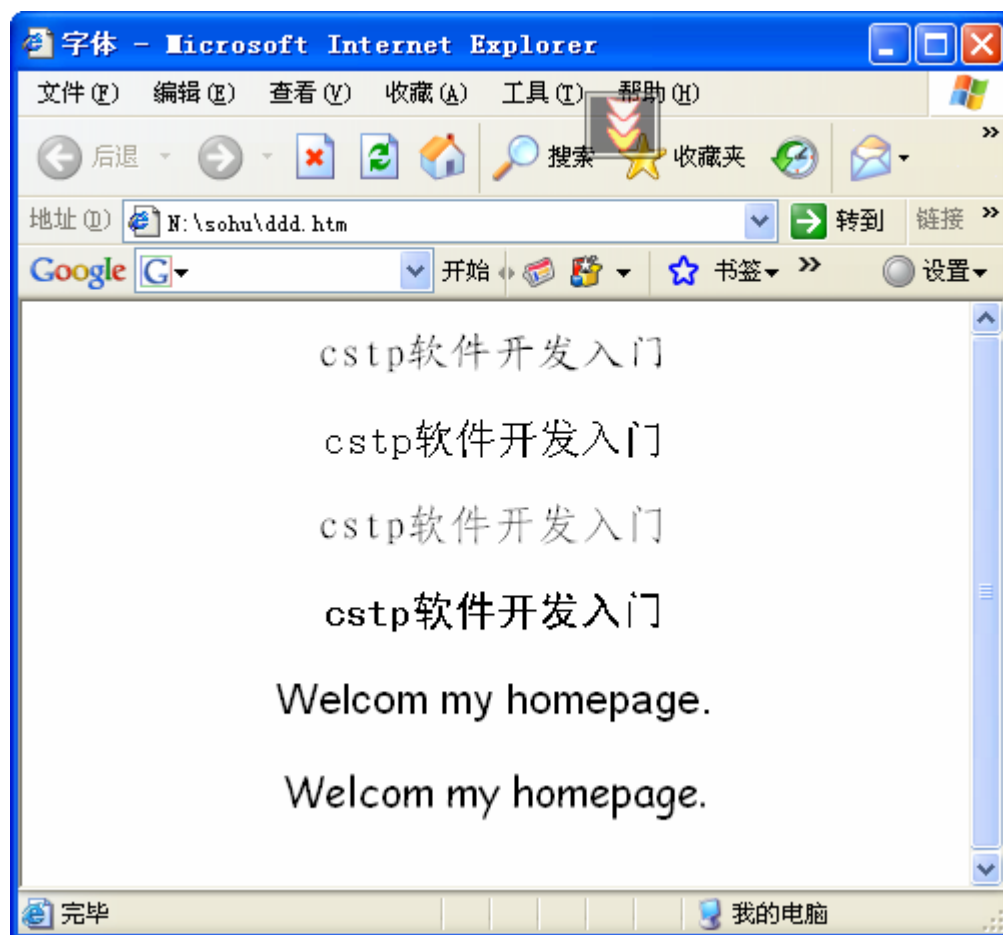 字体 - Microsoft Internet Explorer
文件(F) 编辑(E) 查看(V) 收藏(A) 工具(T) 帮助(H)
后退 搜索 收藏夹 »
地址(D) N:\sohu\ddd.htm 转到 链接 »
Google G 开始 书签 » 设置
cstp软件开发入门
cstp软件开发入门
cstp软件开发入门
cstp软件开发入门
Welcom my homepage.
Welcom my homepage.
完毕 我的电脑